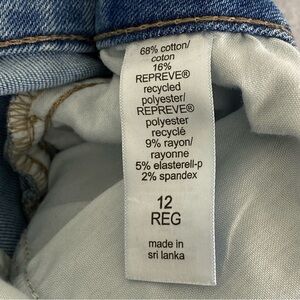 68% cotton/
coton
16%
REPREVE®
recycled
polyester/
REPREVE®
polyester
recyclé
9% rayon/
rayonne
5% elasterell-p
2% spandex
12
REG
made in
sri lanka